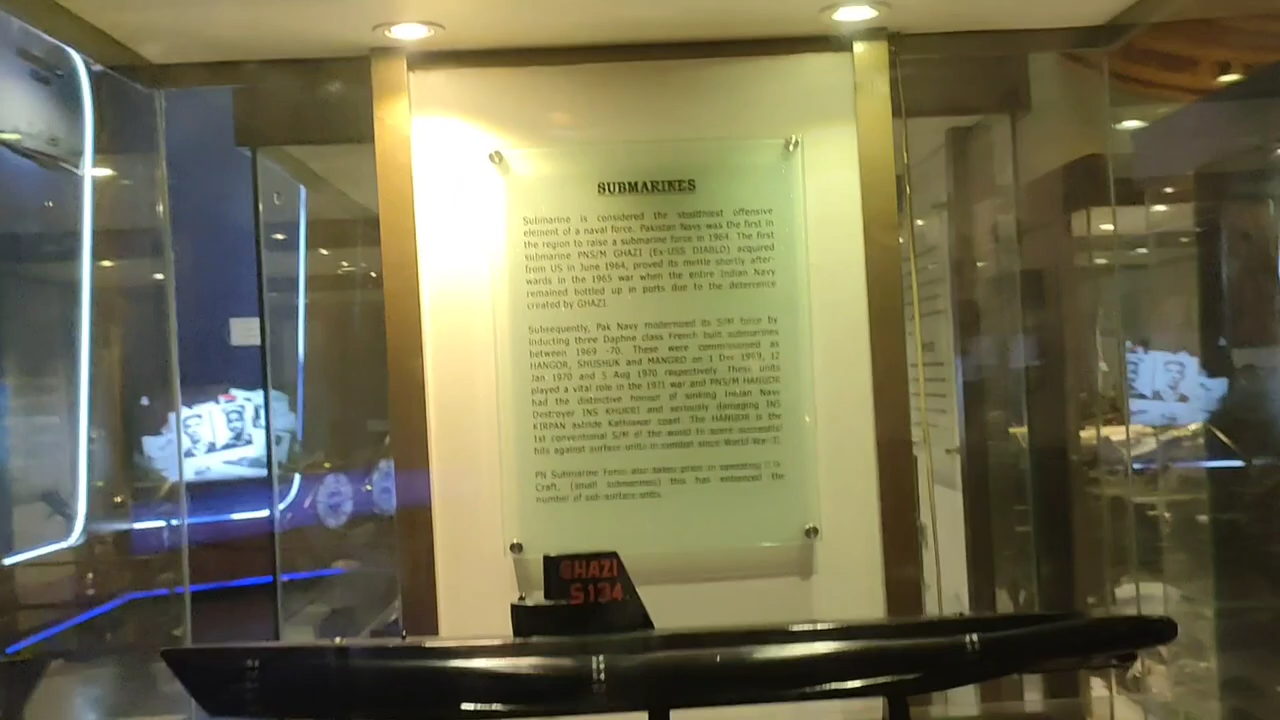 SUBMARINES
Submarine is considered the stealthiest offensive
element of a naval force. Pakistan Navy was the first in
the region to raise a submarine force in 1964. The first
submarine PNS/M GHAZI (Ex-USS DIABLO) acquired
from US in June 1964, proved its mettle shortly after-
wards in the 1965 war when the entire Indian Navy
remained bottled up in ports due to the deterrence
created by GHAZI.
Subsequently, Pak Navy modernized its S/M force by
inducting three Daphne class French built submarines
between 1969 -70. These were commissioned as
HANGOR, SHUSHUK and MANGRO on 1 Dec 1969, 12
Jan 1970 and 5 Aug 1970 respectively. These units
played a vital role in the 1971 war and PNS/M HANGOR
had the distinctive honour of sinking Indian Navy
Destroyer INS KHUKRI and seriously damaging INS
KIRPAN astride Kathiawar coast. The HANGOR is the
1st conventional S/M of the world to score successful
hits against surface units in combat since World War-II.
PN Submarine Force also takes pride in operating
Craft, (small submarines) this has enhanced the
number of sub-surface units.
GHAZI
S134